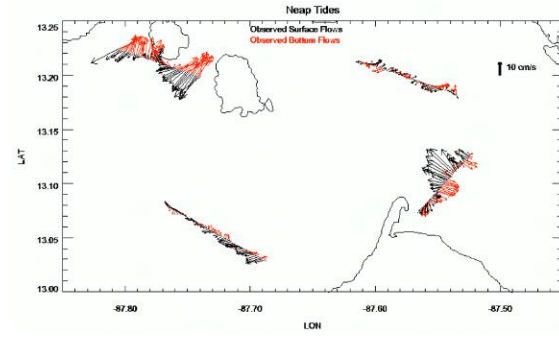 Neap Tides
Observed Surface Flows
Observed Bottom Flows
10 cm/s
13.25
13.20
13.15
13.10
13.05
13.00
LAT
-87.80
-87.70
-87.60
-87.50
LON